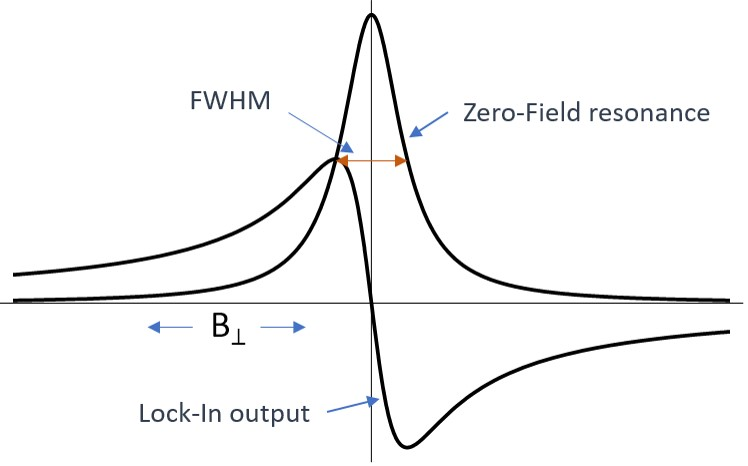 FWHM
Zero-Field resonance
B⊥
Lock-In output